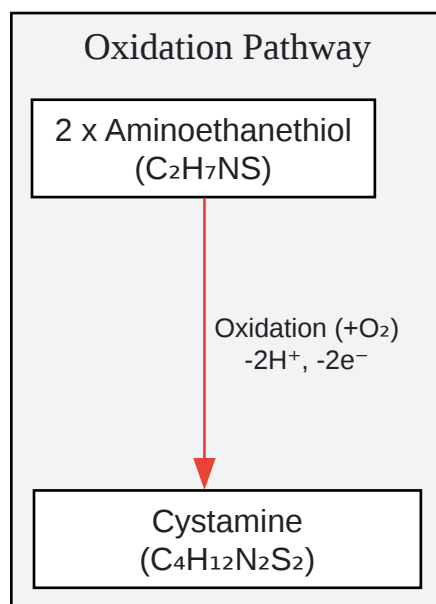 Oxidation Pathway
2 x Aminoethanethiol
(C₂H₇NS)
Oxidation (+O₂)
-2H⁺, -2e⁻
Cystamine
(C₄H₁₂N₂S₂)